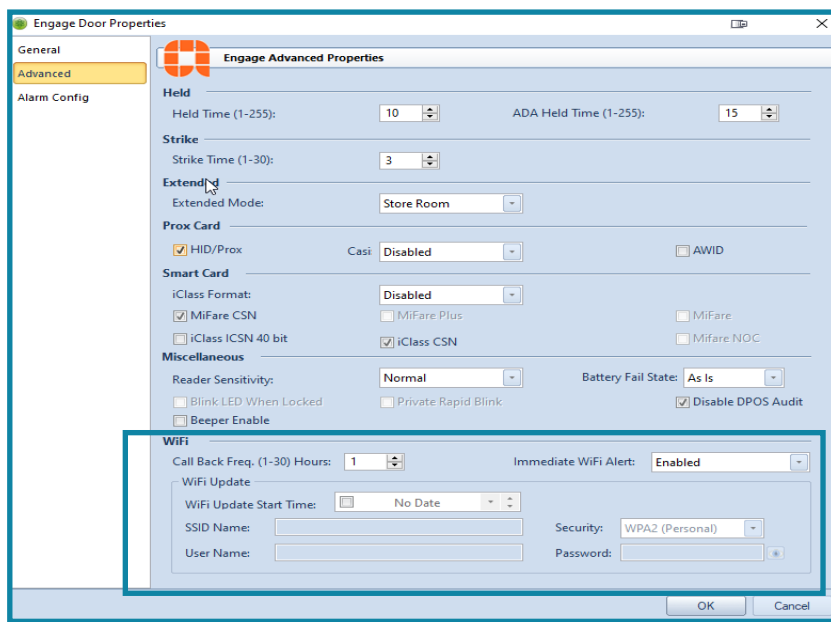 Engage Door Properties
General
Advanced
Alarm Config
Engage Advanced Properties
Held
Held Time (1-255): 10 ADA Held Time (1-255): 15
Strike
Strike Time (1-30): 3
Extended
Extended Mode: Store Room
Prox Card
HID/Prox Casi Disabled AWID
Smart Card
iClass Format: Disabled
MiFare CSN MiFare Plus MiFare
iClass ICSN 40 bit iClass CSN Mifare NOC
Miscellaneous
Reader Sensitivity: Normal Battery Fail State: As Is
Blink LED When Locked Private Rapid Blink Disable DPOS Audit
Beeper Enable
WiFi
Call Back Freq. (1-30) Hours: 1 Immediate WiFi Alert: Enabled
WiFi Update
WiFi Update Start Time: No Date
SSID Name: Security: WPA2 (Personal)
User Name: Password:
OK Cancel